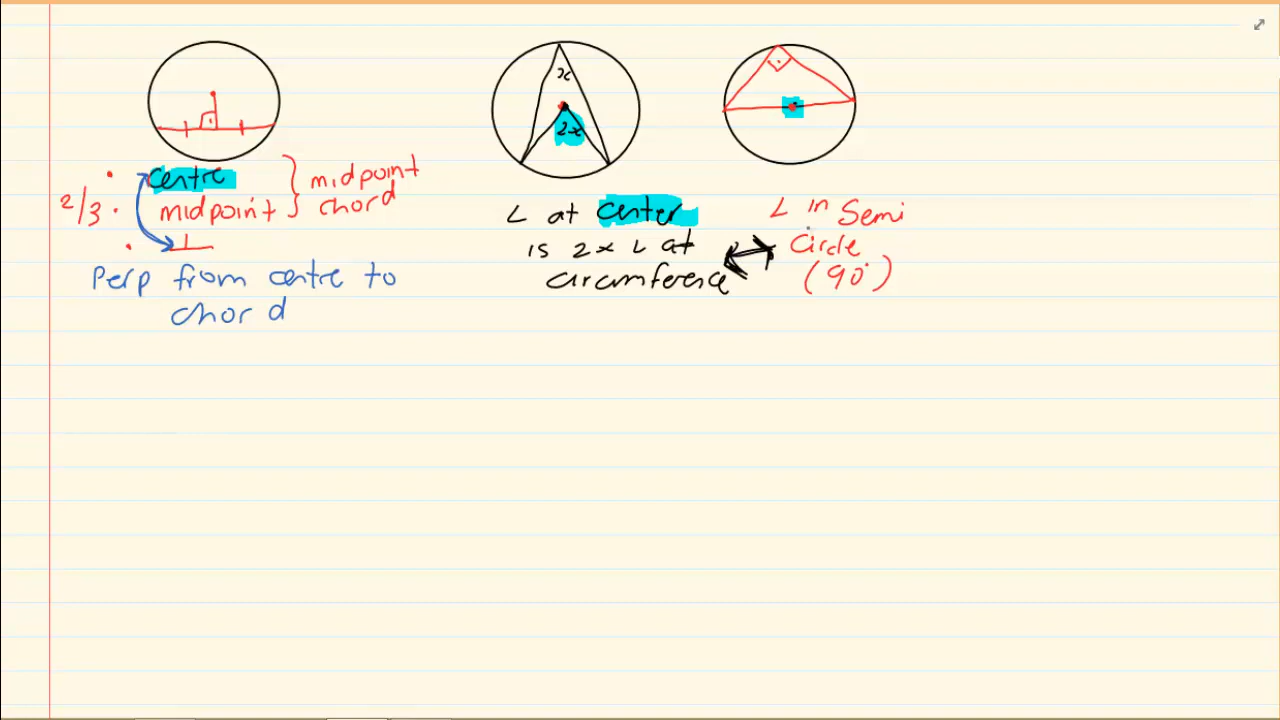 x
2x
centre
midpoint
2/3
midpoint
chord
⊥
Perp from centre to
chord
∠ at center
is 2x ∠ at
circumference
∠ in Semi
Circle
(90°)